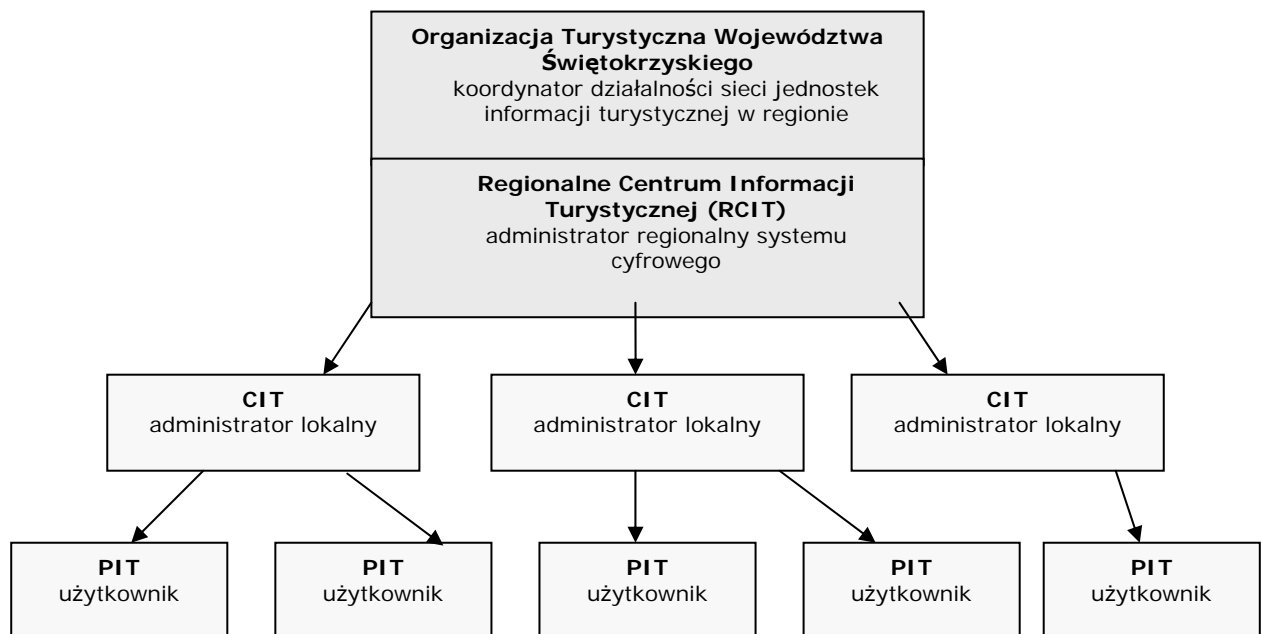 Organizacja Turystyczna Województwa
Świętokrzyskiego
koordynator działalności sieci jednostek
informacji turystycznej w regionie
Regionalne Centrum Informacji
Turystycznej (RCIT)
administrator regionalny systemu
cyfrowego
CIT
administrator lokalny
CIT
administrator lokalny
CIT
administrator lokalny
PIT
użytkownik
PIT
użytkownik
PIT
użytkownik
PIT
użytkownik
PIT
użytkownik